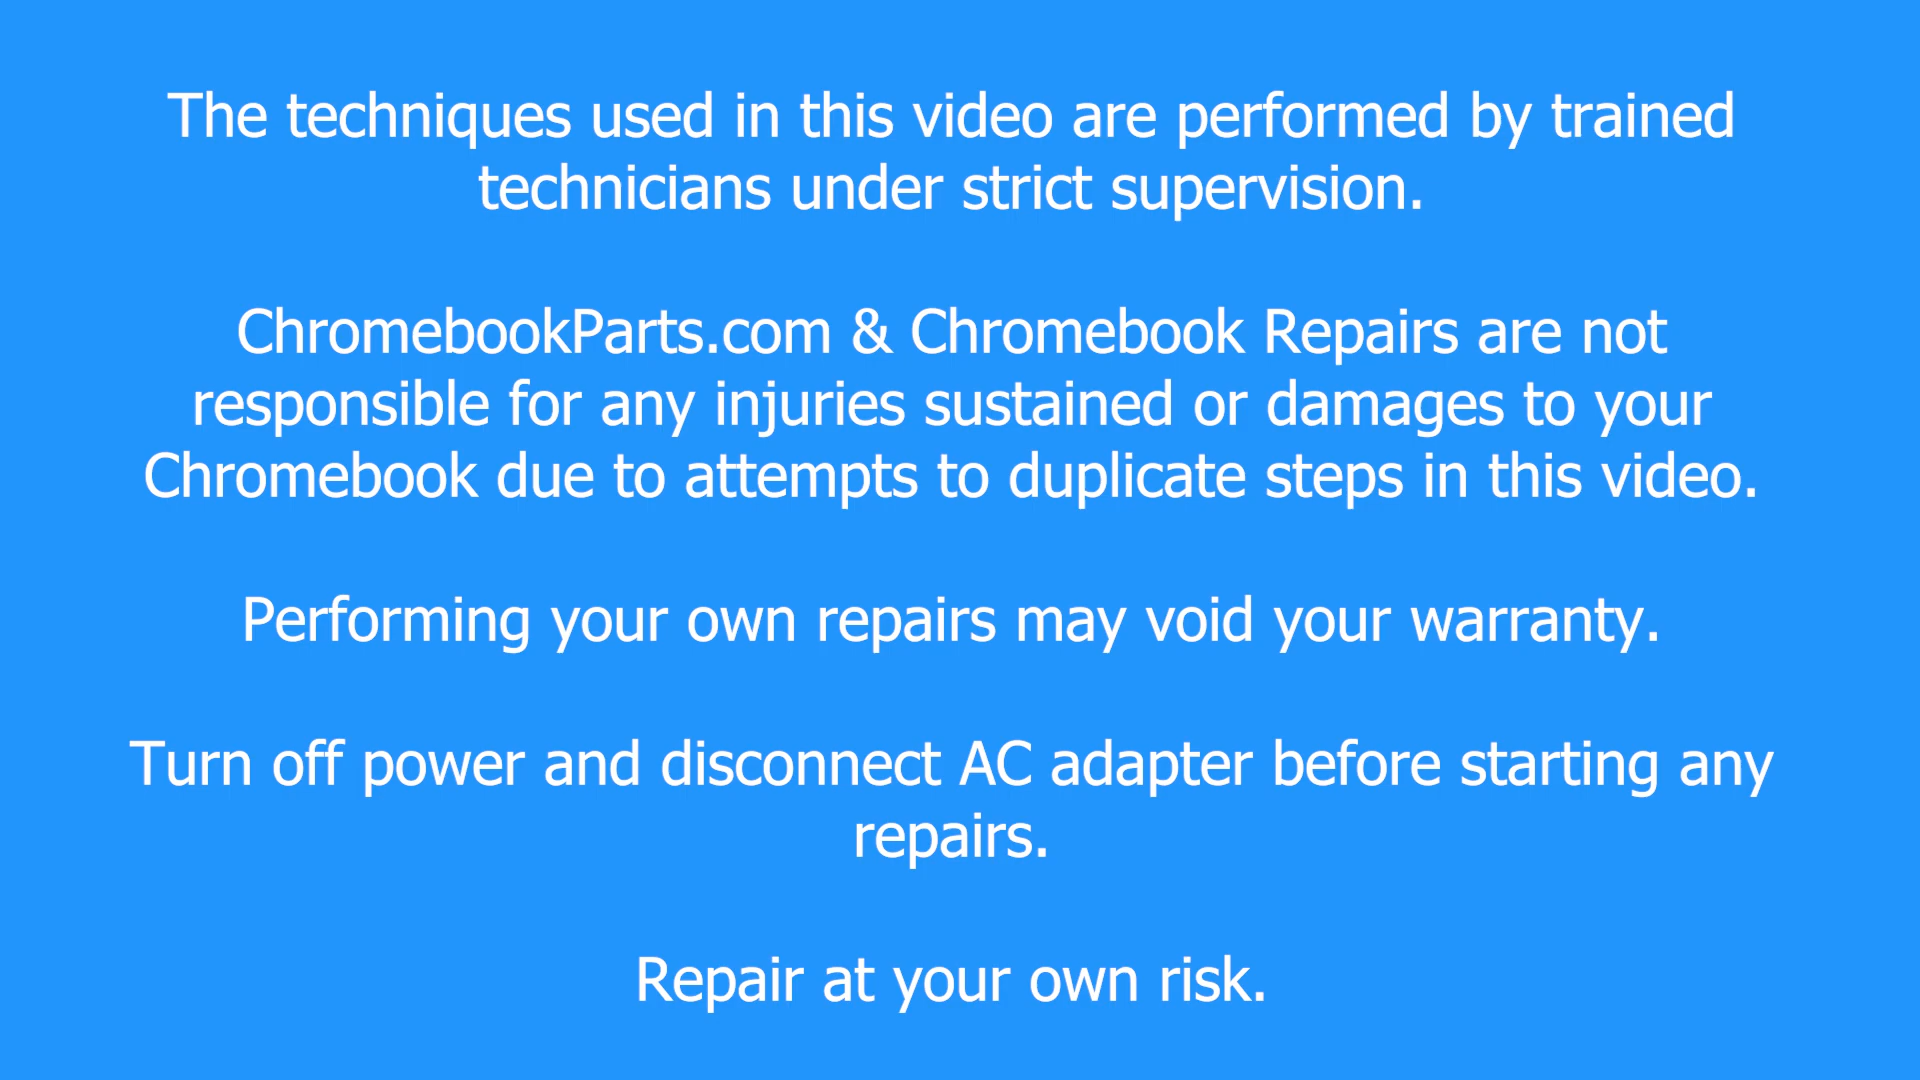 The techniques used in this video are performed by trained
technicians under strict supervision.
ChromebookParts.com & Chromebook Repairs are not
responsible for any injuries sustained or damages to your
Chromebook due to attempts to duplicate steps in this video.
Performing your own repairs may void your warranty.
Turn off power and disconnect AC adapter before starting any
repairs.
Repair at your own risk.